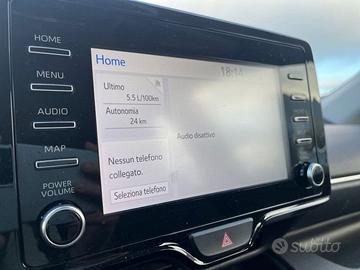 HOME
MENU
AUDIO
MAP
POWER
VOLUME
Home
18:14
Ultimo
5.5 L/100km
Autonomia
24 km
Audio disattivo
Nessun telefono
collegato.
Seleziona telefono
subito